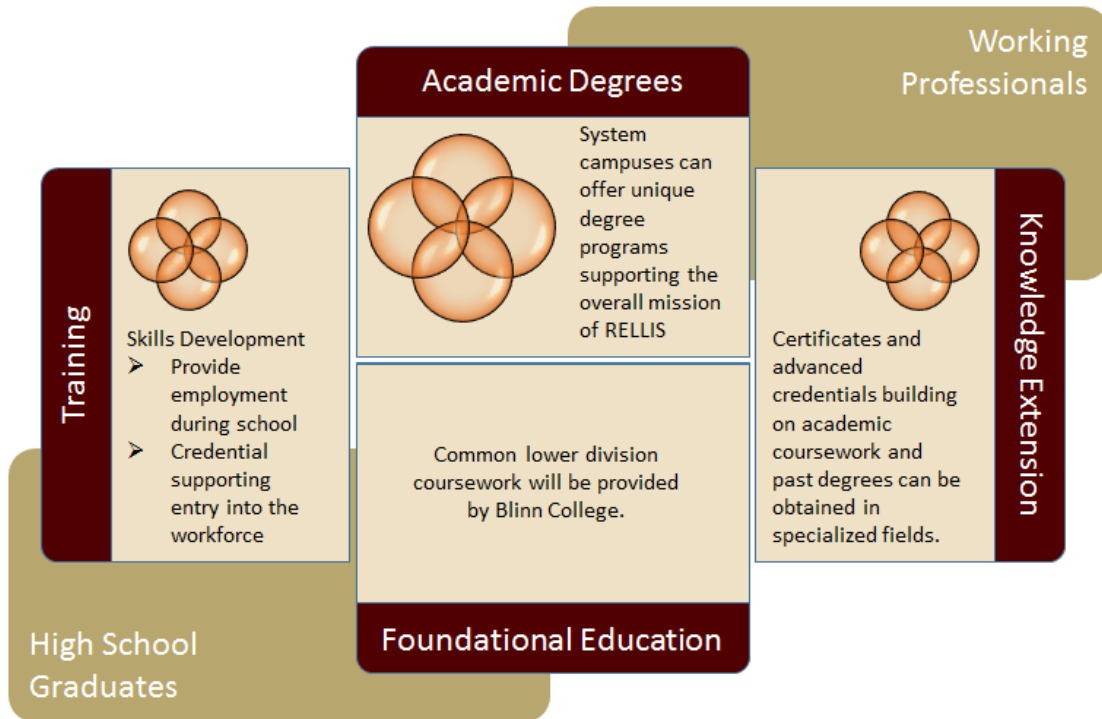 Working
Professionals
Academic Degrees
System
campuses can
offer unique
degree
programs
supporting the
overall mission
of RELLIS
Training
Skills Development
➢ Provide
employment
during school
➢ Credential
supporting
entry into the
workforce
Common lower division
coursework will be provided
by Blinn College.
Foundational Education
Certificates and
advanced
credentials building
on academic
coursework and
past degrees can be
obtained in
specialized fields.
Knowledge Extension
High School
Graduates